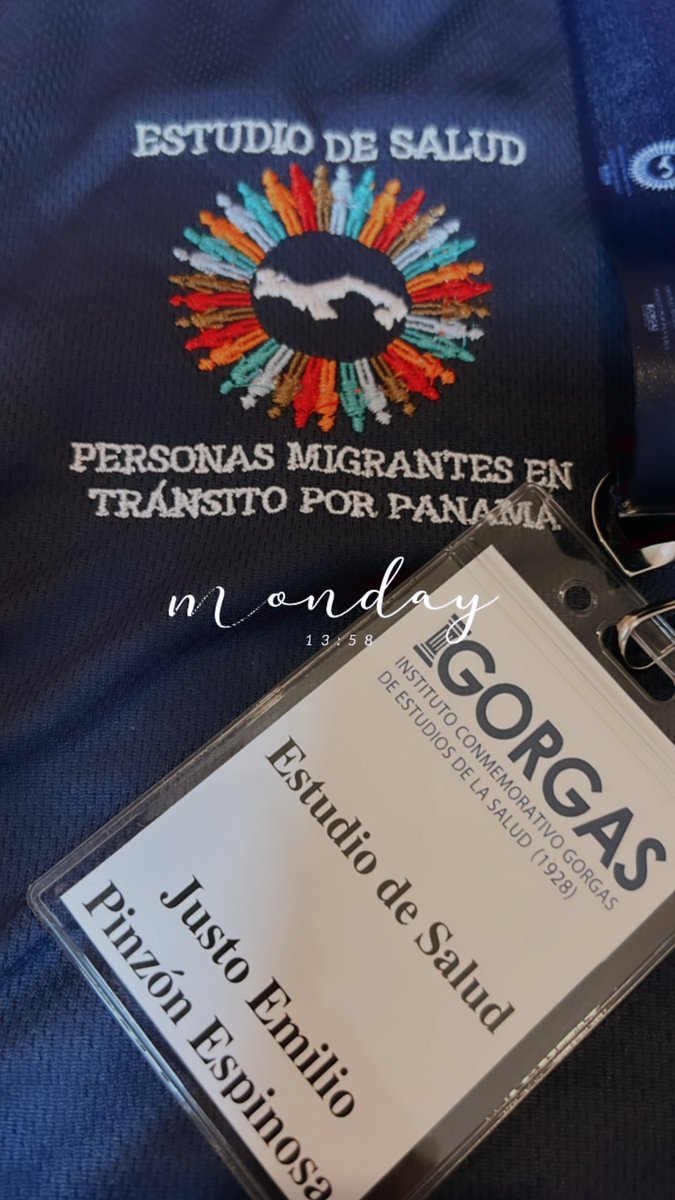 ESTUDIO DE SALUD
PERSONAS MIGRANTES EN
TRÁNSITO POR PANAMÁ
monday
13:58
GORGAS
INSTITUTO CONMEMORATIVO GORGAS
DE ESTUDIOS DE LA SALUD (1928)
Estudio de Salud
Justo Emilio
Pinzón Espinosa